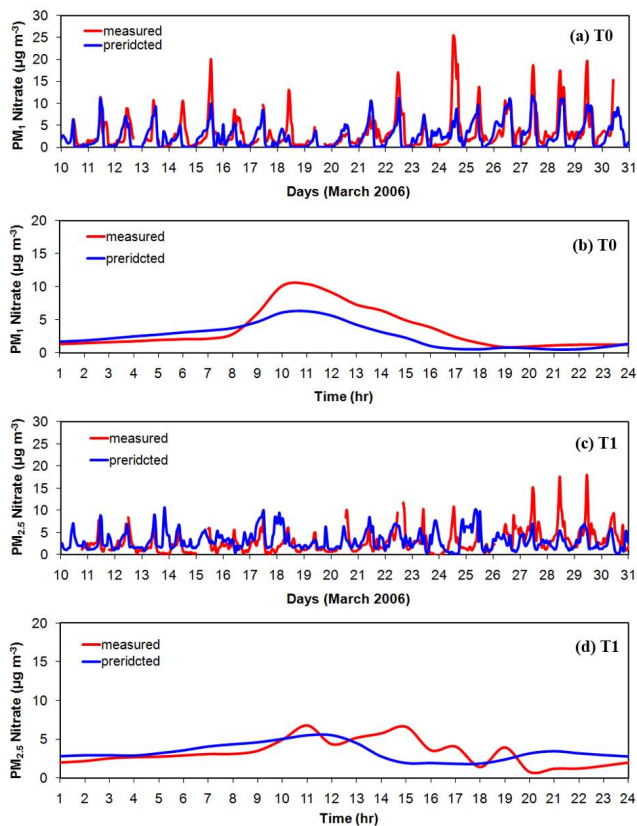 PM1 Nitrate (µg m-3)
30
25
20
15
10
5
0
measured
preridcted
(a) T0
10 11 12 13 14 15 16 17 18 19 20 21 22 23 24 25 26 27 28 29 30 31
Days (March 2006)
PM1 Nitrate (µg m-3)
20
15
10
5
0
measured
preridcted
(b) T0
1 2 3 4 5 6 7 8 9 10 11 12 13 14 15 16 17 18 19 20 21 22 23 24
Time (hr)
PM2.5 Nitrate (µg m-3)
30
25
20
15
10
5
0
measured
preridcted
(c) T1
10 11 12 13 14 15 16 17 18 19 20 21 22 23 24 25 26 27 28 29 30 31
Days (March 2006)
PM2.5 Nitrate (µg m-3)
20
15
10
5
0
measured
preridcted
(d) T1
1 2 3 4 5 6 7 8 9 10 11 12 13 14 15 16 17 18 19 20 21 22 23 24
Time (hr)